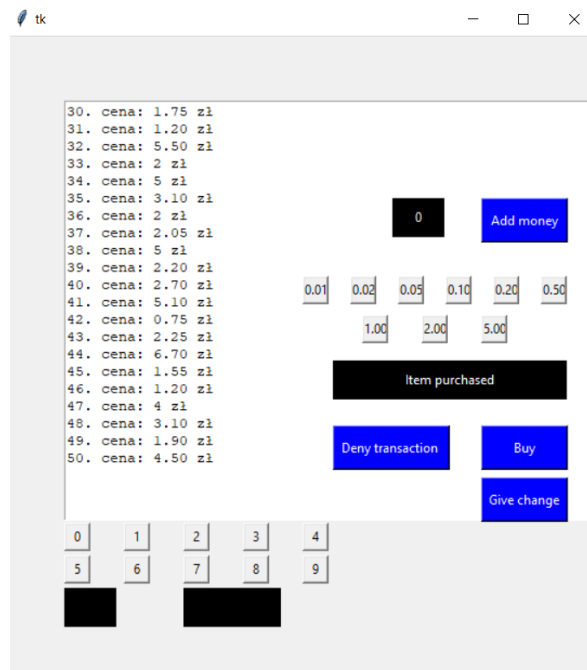 tk
30. cena: 1.75 zł
31. cena: 1.20 zł
32. cena: 5.50 zł
33. cena: 2 zł
34. cena: 5 zł
35. cena: 3.10 zł
36. cena: 2 zł
37. cena: 2.05 zł
38. cena: 5 zł
39. cena: 2.20 zł
40. cena: 2.70 zł
41. cena: 5.10 zł
42. cena: 0.75 zł
43. cena: 2.25 zł
44. cena: 6.70 zł
45. cena: 1.55 zł
46. cena: 1.20 zł
47. cena: 4 zł
48. cena: 3.10 zł
49. cena: 1.90 zł
50. cena: 4.50 zł
0 Add money
0.01 0.02 0.05 0.10 0.20 0.50
1.00 2.00 5.00
Item purchased
Deny transaction Buy
Give change
0 1 2 3 4
5 6 7 8 9